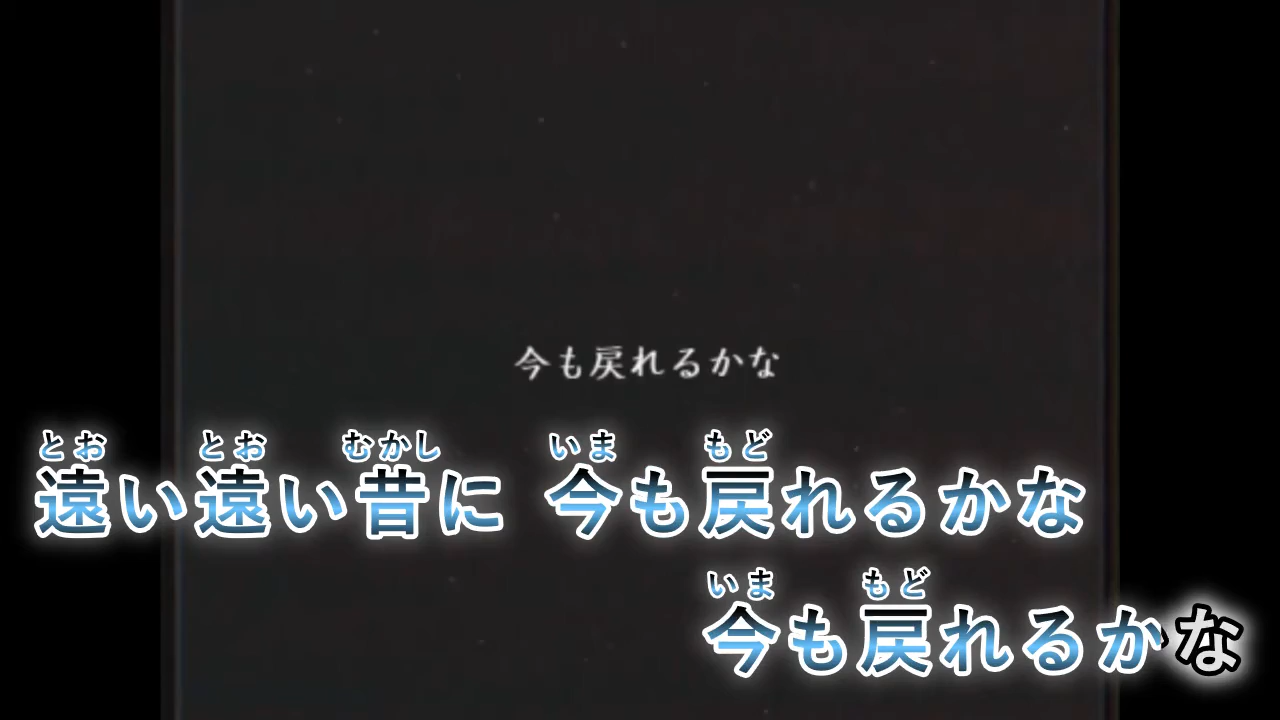 今も戻れるかな
とお とお むかし いま もど
遠い遠い昔に 今も戻れるかな
いま もど
今も戻れるかな